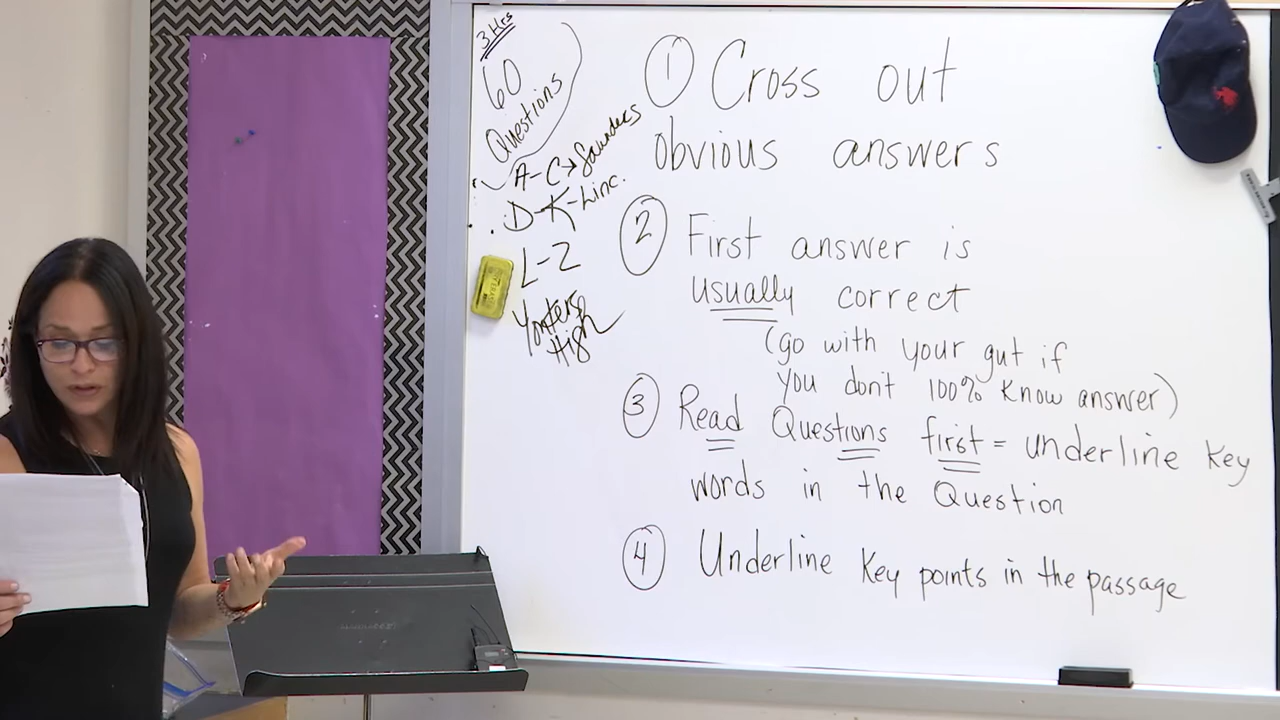 3 Hrs
60
Questions
A-C→Saunders
D-K-Linc.
L-Z
Yonkers
High
① Cross out
obvious answers
② First answer is
usually correct
(go with your gut if
you don't 100% know answer)
③ Read Questions first = underline key
words in the Question
④ Underline key points in the passage